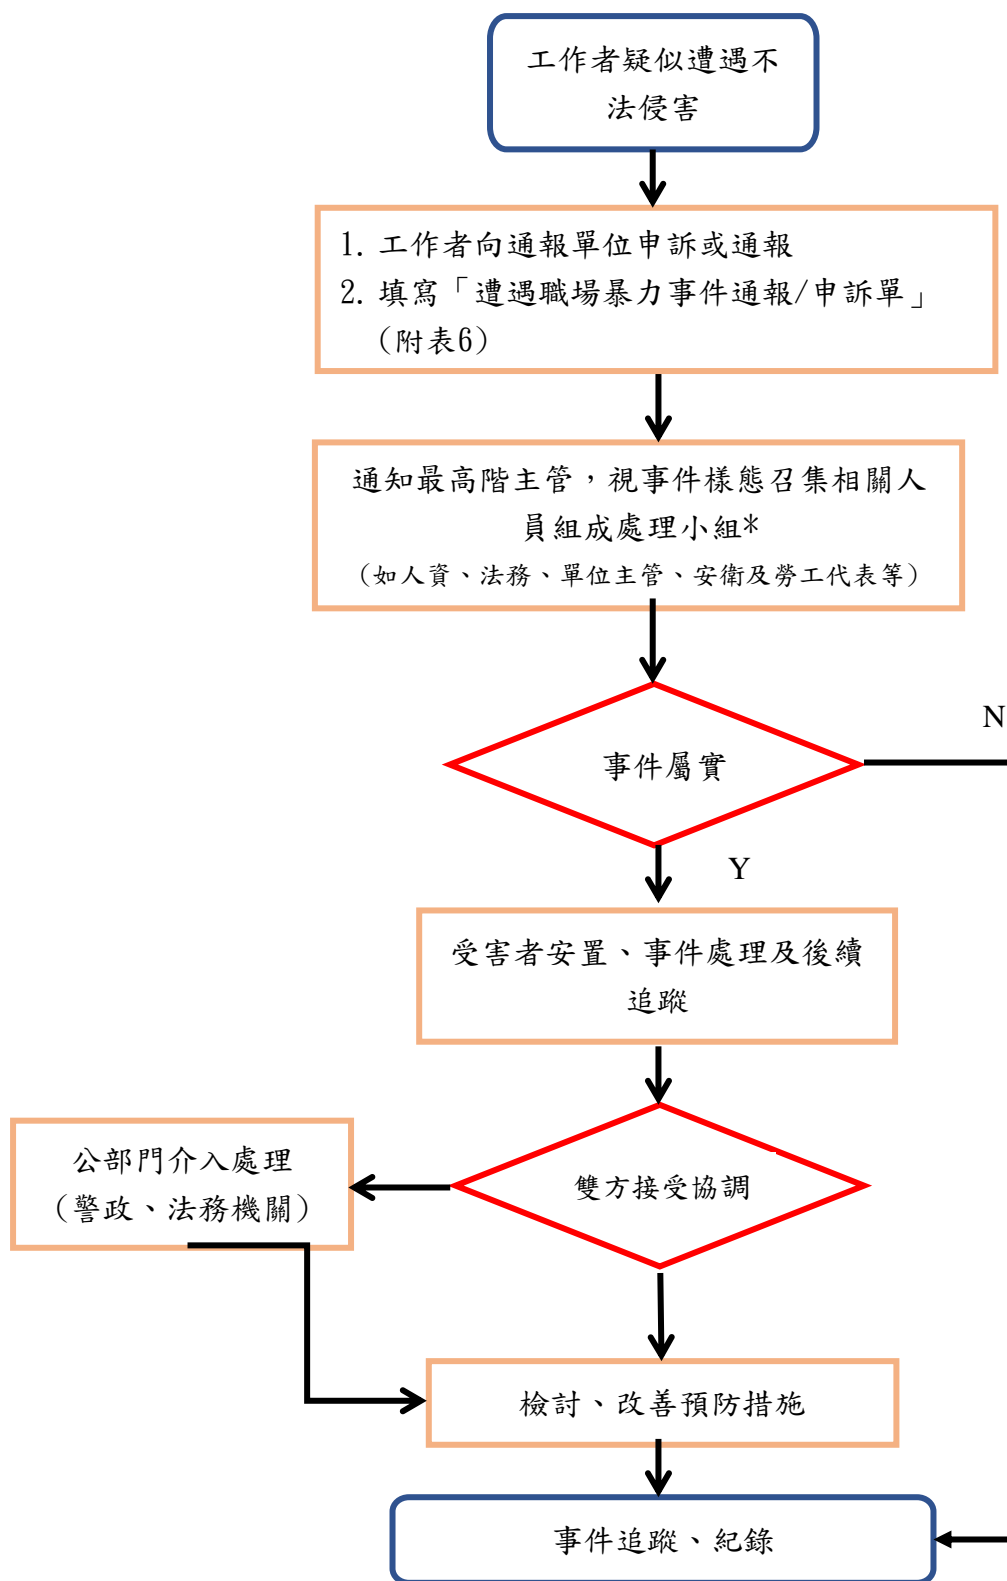 工作者疑似遭遇不
法侵害
1. 工作者向通報單位申訴或通報
2. 填寫「遭遇職場暴力事件通報/申訴單」
(附表6)
通知最高階主管，視事件樣態召集相關人
員組成處理小組*
(如人資、法務、單位主管、安衛及勞工代表等)
事件屬實
N
Y
受害者安置、事件處理及後續
追蹤
公部門介入處理
(警政、法務機關)
雙方接受協調
檢討、改善預防措施
事件追蹤、紀錄